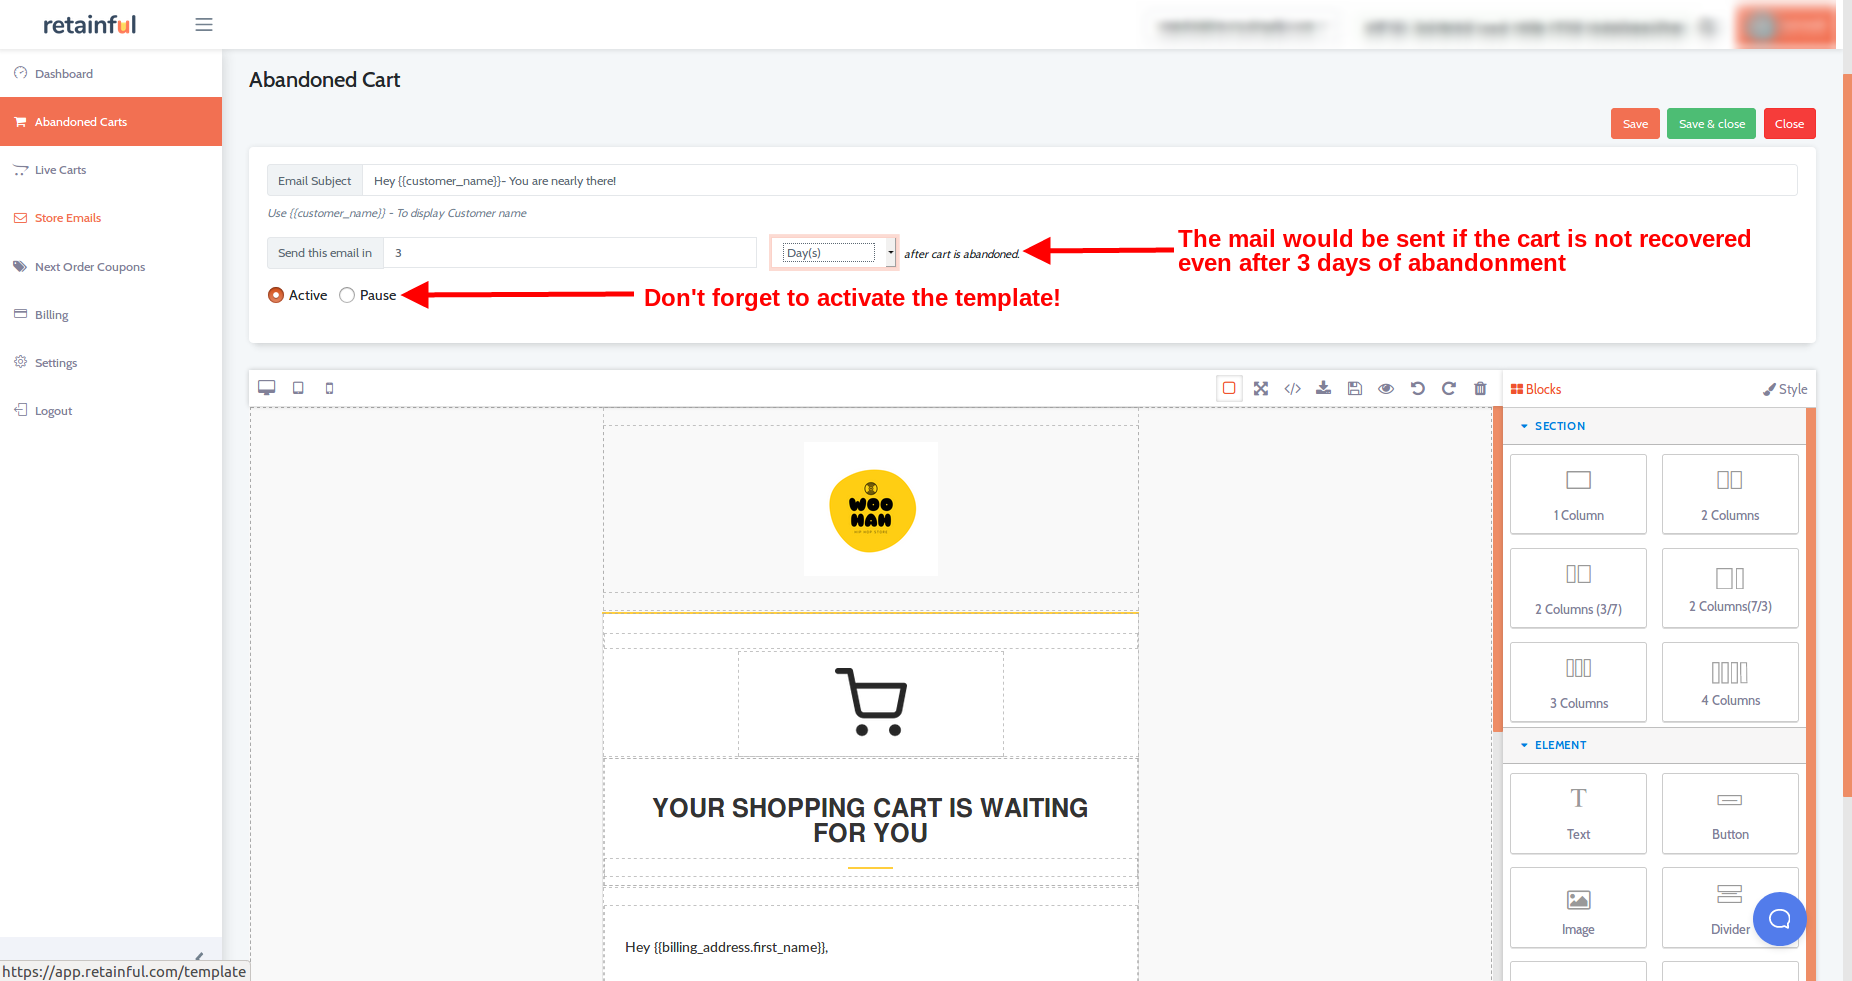 retainful
Dashboard
Abandoned Carts
Live Carts
Store Emails
Next Order Coupons
Billing
Settings
Logout
https://app.retainful.com/template
Abandoned Cart
Save
Save & close
Close
Email Subject
Hey {{customer_name}}- You are nearly there!
Use {{customer_name}} - To display Customer name
Send this email in
3
Day(s)
after cart is abandoned.
The mail would be sent if the cart is not recovered
even after 3 days of abandonment
Active
Pause
Don't forget to activate the template!
Blocks
Style
WOO
HAH
HIP HOP STORE
YOUR SHOPPING CART IS WAITING
FOR YOU
Hey {{billing_address.first_name}},
SECTION
1 Column
2 Columns
2 Columns (3/7)
2 Columns(7/3)
3 Columns
4 Columns
ELEMENT
Text
Button
Image
Divider